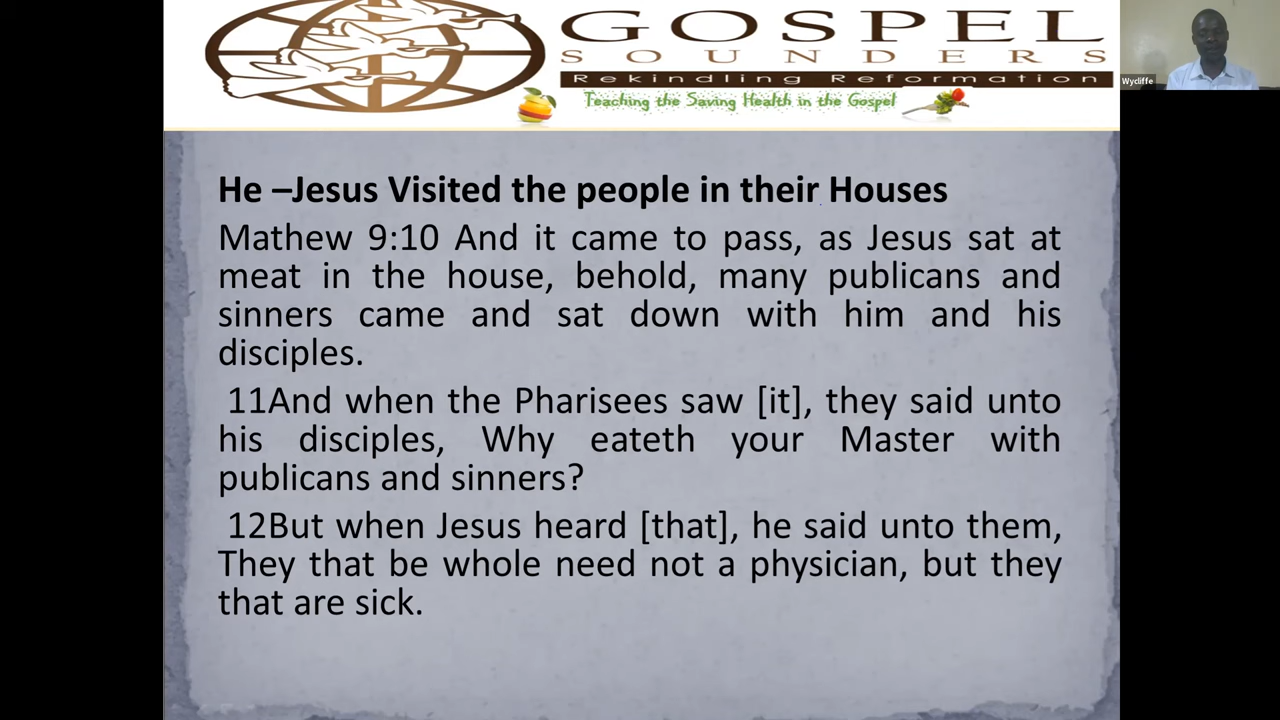 GOSPEL
SOUNDERS
Rekindling Reformation
Teaching the Saving Health in the Gospel
Wycliffe
He –Jesus Visited the people in their Houses
Mathew 9:10 And it came to pass, as Jesus sat at
meat in the house, behold, many publicans and
sinners came and sat down with him and his
disciples.
11And when the Pharisees saw [it], they said unto
his disciples, Why eateth your Master with
publicans and sinners?
12But when Jesus heard [that], he said unto them,
They that be whole need not a physician, but they
that are sick.